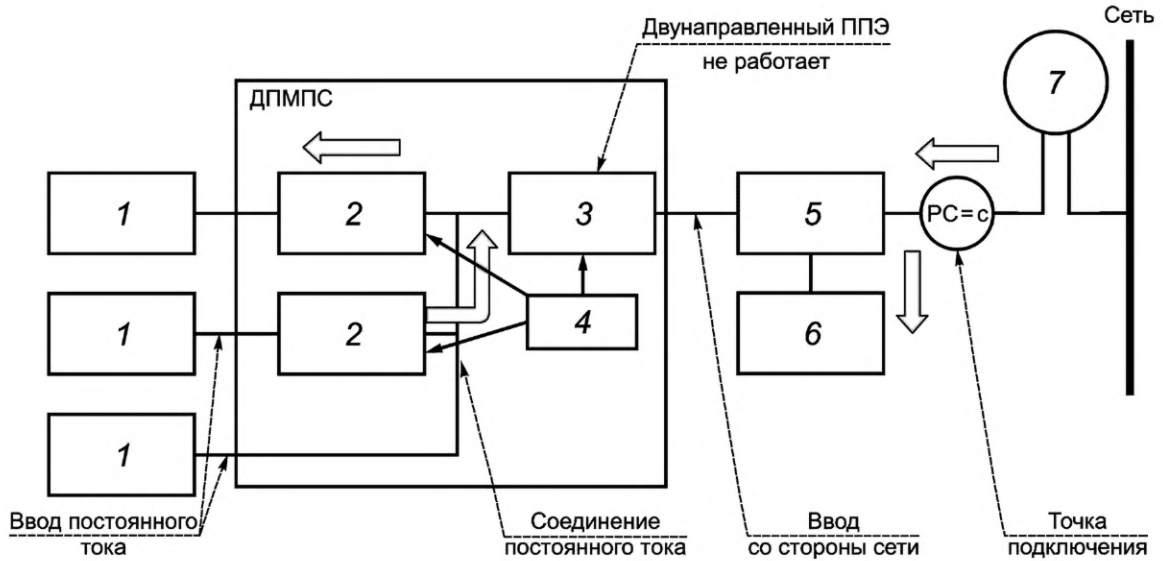 Сеть
Двунаправленный ППЭ
не работает
7
ДПМПС
1
2
3
5
PC=c
1
2
4
6
1
Ввод постоянного
тока
Соединение
постоянного тока
Ввод
со стороны сети
Точка
подключения